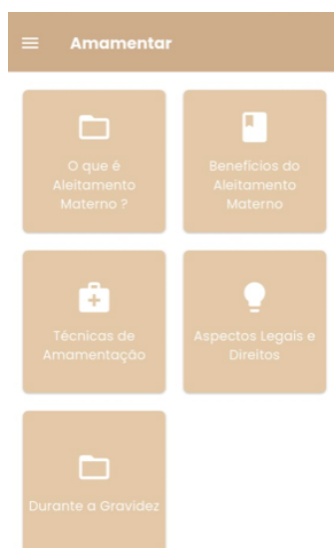 Amamentar
O que é
Aleitamento
Materno ?
Benefícios do
Aleitamento
Materno
Técnicas de
Amamentação
Aspectos Legais e
Direitos
Durante a Gravidez